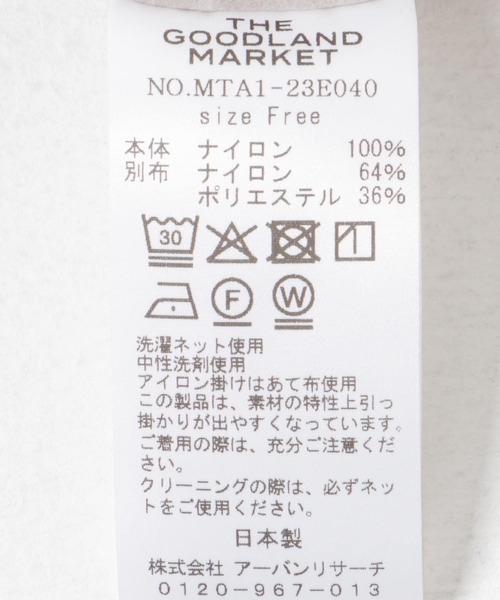 THE
GOODLAND
MARKET
NO.MTA1-23E040
size Free
本体 ナイロン 100%
別布 ナイロン 64%
ポリエステル 36%
30
F W
洗濯ネット使用
中性洗剤使用
アイロン掛けはあて布使用
この製品は、素材の特性上引っ
掛かりが出やすくなっています。
ご着用の際は、充分ご注意くだ
さい。
クリーニングの際は、必ずネッ
トをご使用ください。
日本製
株式会社 アーバンリサーチ
0120-967-013